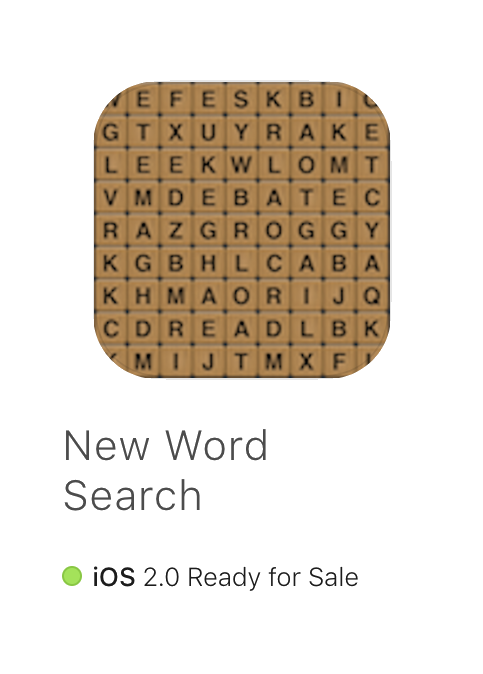 E F E S K B I
G T X U Y R A K E
L E E K W L O M T
V M D E B A T E C
R A Z G R O G G Y
K G B H L C A B A
K H M A O R I J Q
C D R E A D L B K
M I J T M X F
New Word
Search
iOS 2.0 Ready for Sale